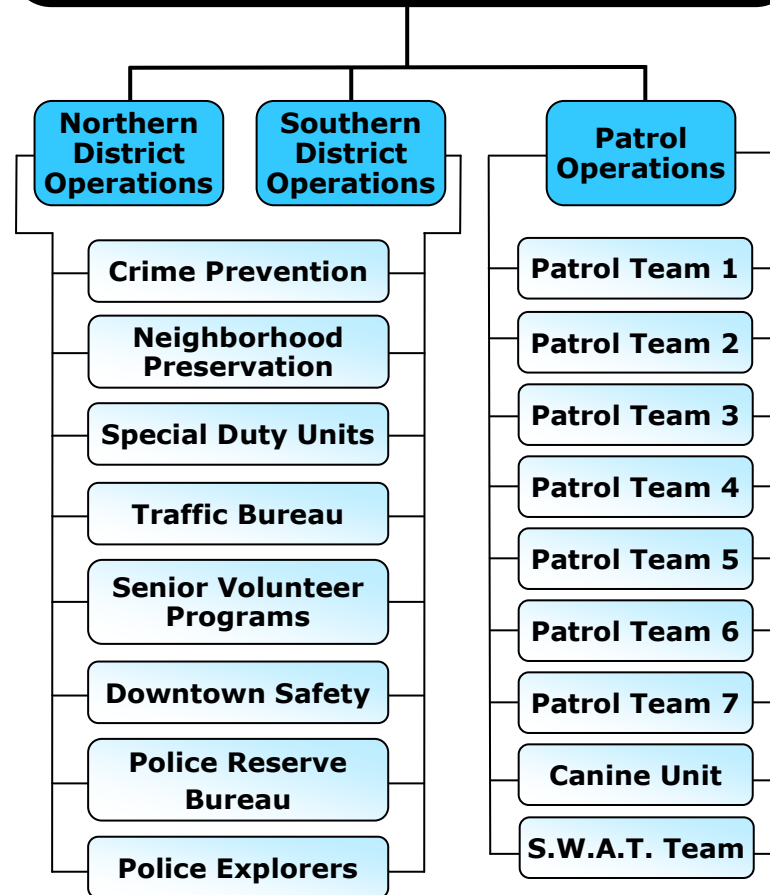 Northern
District
Operations
Southern
District
Operations
Patrol
Operations
Crime Prevention
Neighborhood
Preservation
Special Duty Units
Traffic Bureau
Senior Volunteer
Programs
Downtown Safety
Police Reserve
Bureau
Police Explorers
Patrol Team 1
Patrol Team 2
Patrol Team 3
Patrol Team 4
Patrol Team 5
Patrol Team 6
Patrol Team 7
Canine Unit
S.W.A.T. Team